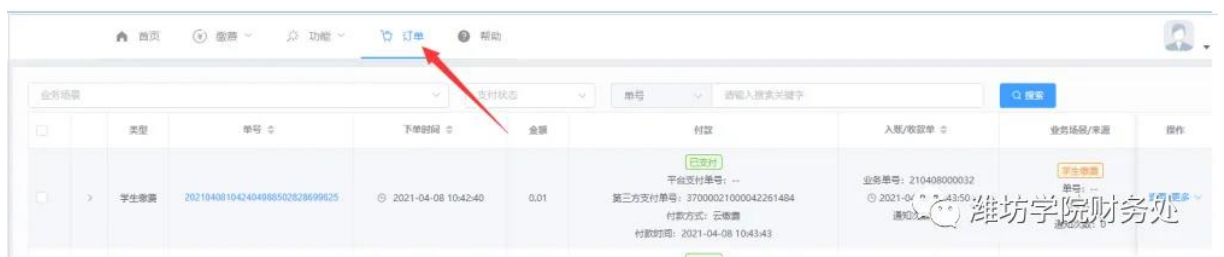 首页 缴费 功能 订单 帮助
业务场景 支付状态 单号 请输入搜索关键字 搜索
类型 单号 下单时间 金额 付款 入账/收款单 业务场景/来源 操作
已支付
平台支付单号：--
第三方支付单号：37000021000042261484
付款方式：云缴费
付款时间：2021-04-08 10:43:43
学生缴费 202104081042404988502828699625 2021-04-08 10:42:40 0.01
业务单号：210408000032
学生缴费
单号：--
更多
潍坊学院财务处